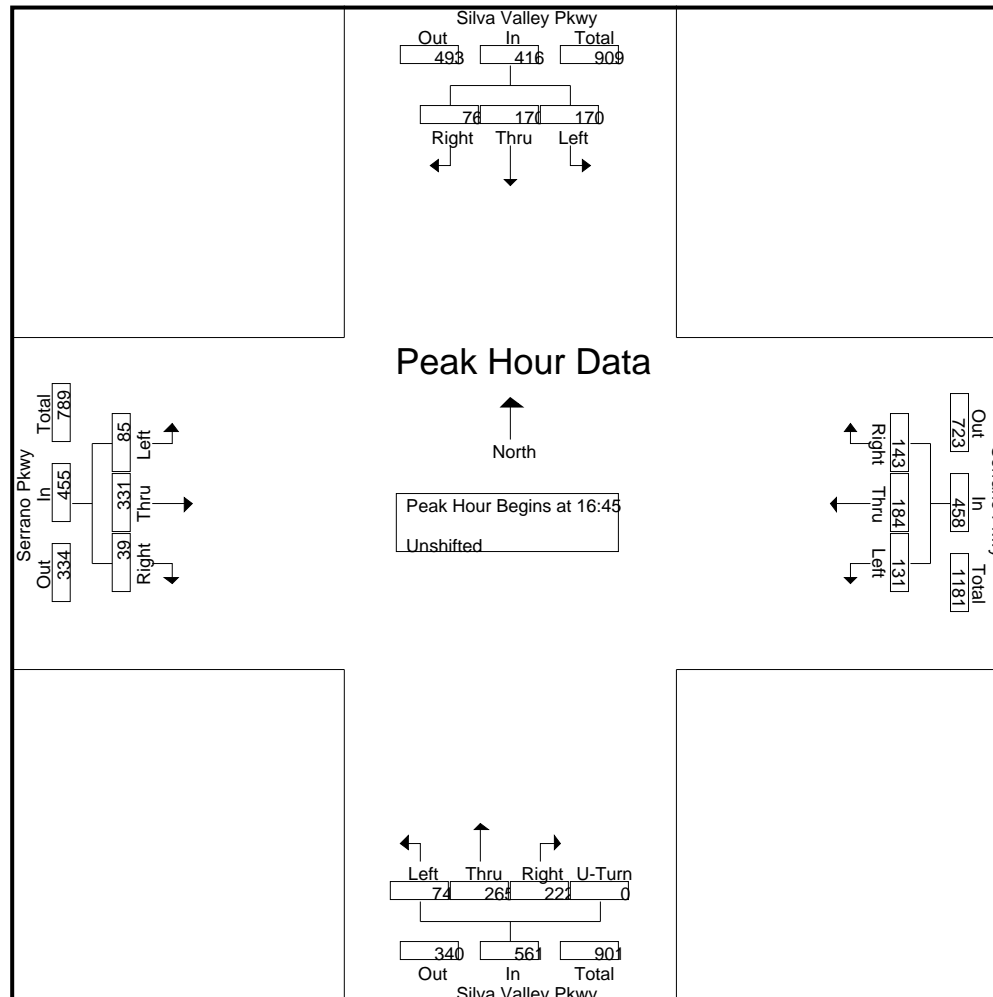 Silva Valley Pkwy
Out In Total
493 416 909
76 170 170
Right Thru Left
Peak Hour Data
North
Peak Hour Begins at 16:45
Unshifted
Serrano Pkwy
Total In Out
789 455 334
85 331 39
Left Thru Right
Right Thru Left
143 184 131
723 458 1181
Out In Total
Left Thru Right U-Turn
74 265 222 0
340 561 901
Out In Total
Silva Valley Pkwy